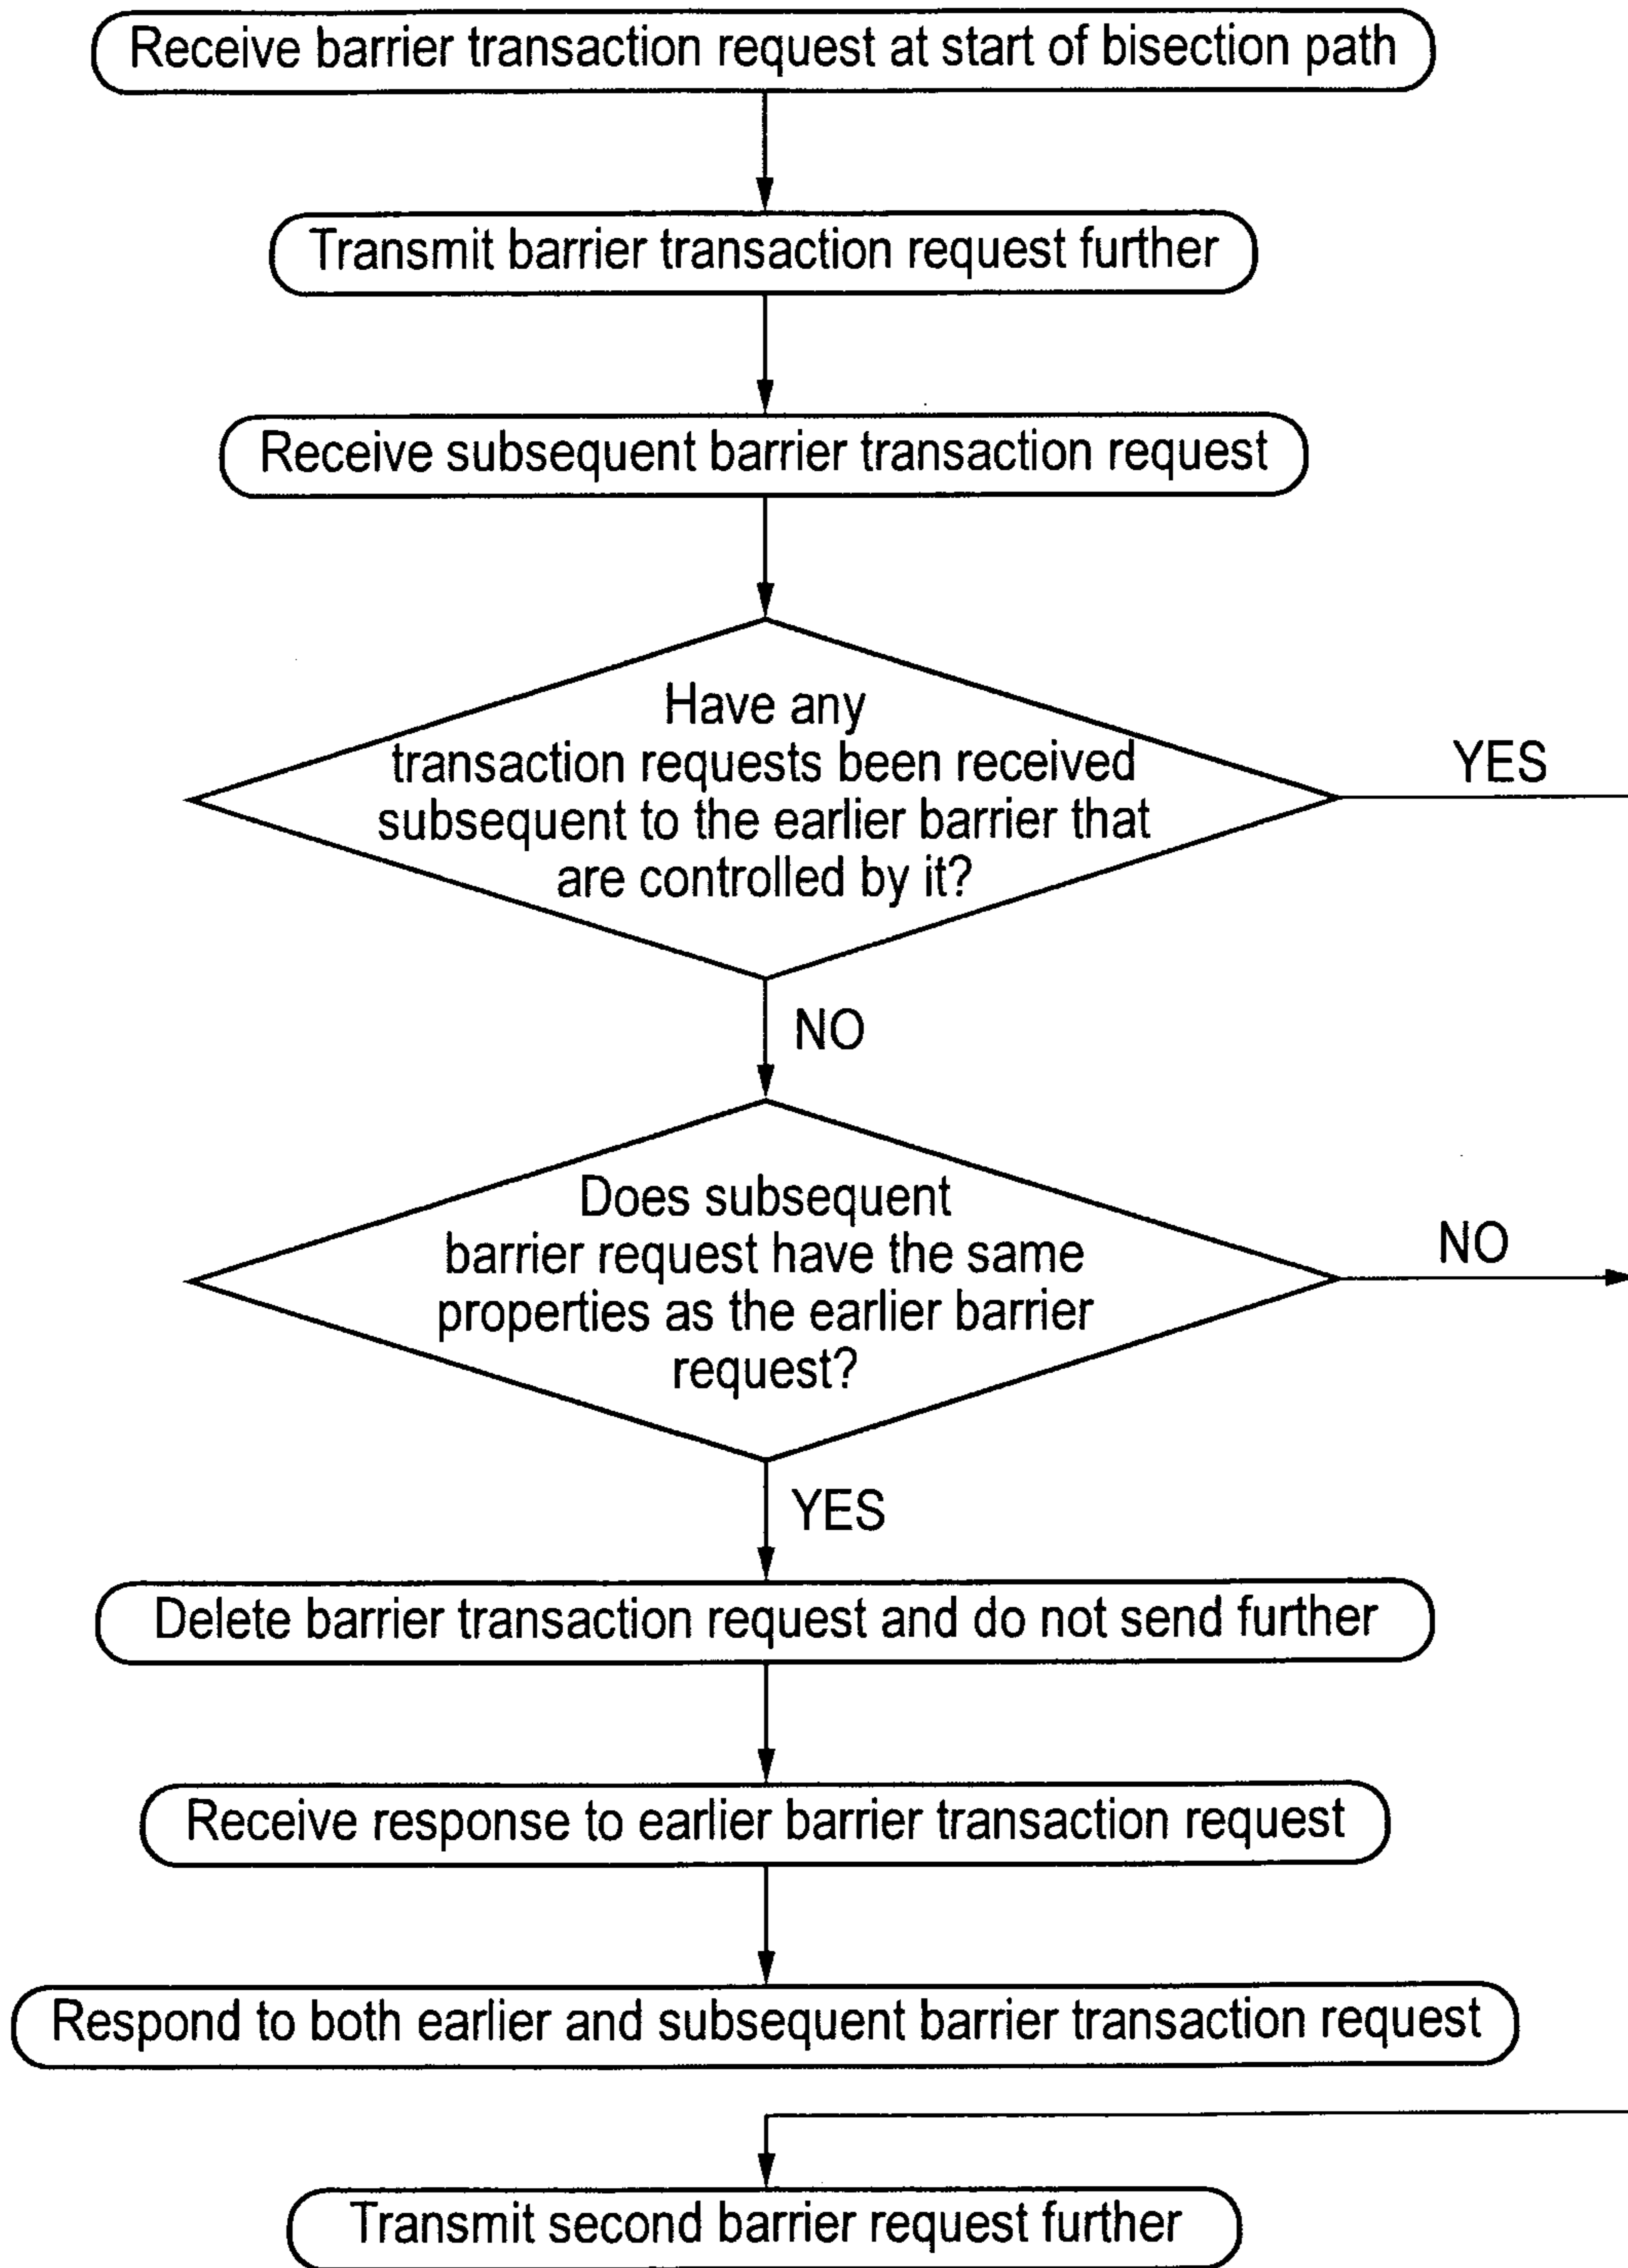 Receive barrier transaction request at start of bisection path
Transmit barrier transaction request further
Receive subsequent barrier transaction request
Have any
transaction requests been received
subsequent to the earlier barrier that
are controlled by it?
YES
NO
Does subsequent
barrier request have the same
properties as the earlier barrier
request?
NO
YES
Delete barrier transaction request and do not send further
Receive response to earlier barrier transaction request
Respond to both earlier and subsequent barrier transaction request
Transmit second barrier request further